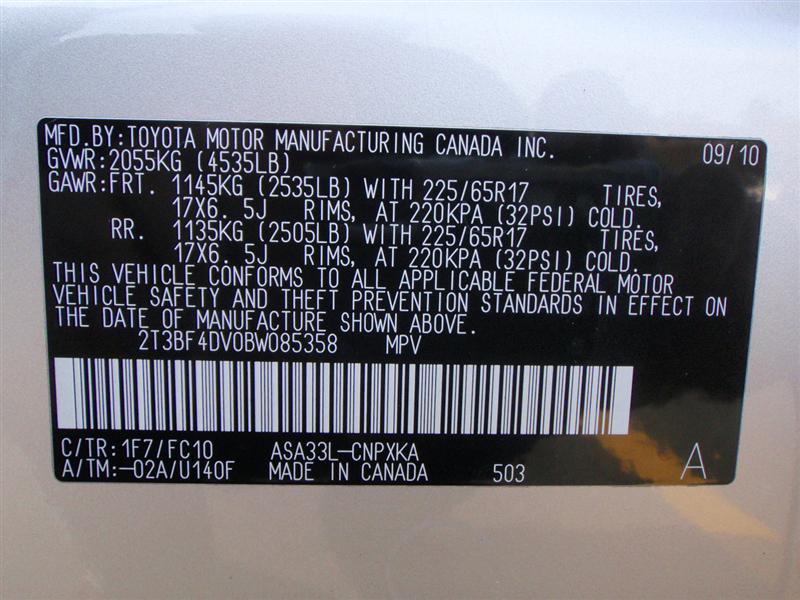 MFD.BY:TOYOTA MOTOR MANUFACTURING CANADA INC. 09/10
GVWR:2055KG (4535LB)
GAWR:FRT. 1145KG (2535LB) WITH 225/65R17 TIRES,
17X6.5J RIMS, AT 220KPA (32PSI) COLD.
RR. 1135KG (2505LB) WITH 225/65R17 TIRES,
17X6.5J RIMS, AT 220KPA (32PSI) COLD.
THIS VEHICLE CONFORMS TO ALL APPLICABLE FEDERAL MOTOR
VEHICLE SAFETY AND THEFT PREVENTION STANDARDS IN EFFECT ON
THE DATE OF MANUFACTURE SHOWN ABOVE.
2T3BF4DV0BW085358 MPV
C/TR:1F7/FC10 ASA33L-CNPXKA
A/TM:-02A/U140F MADE IN CANADA 503 A